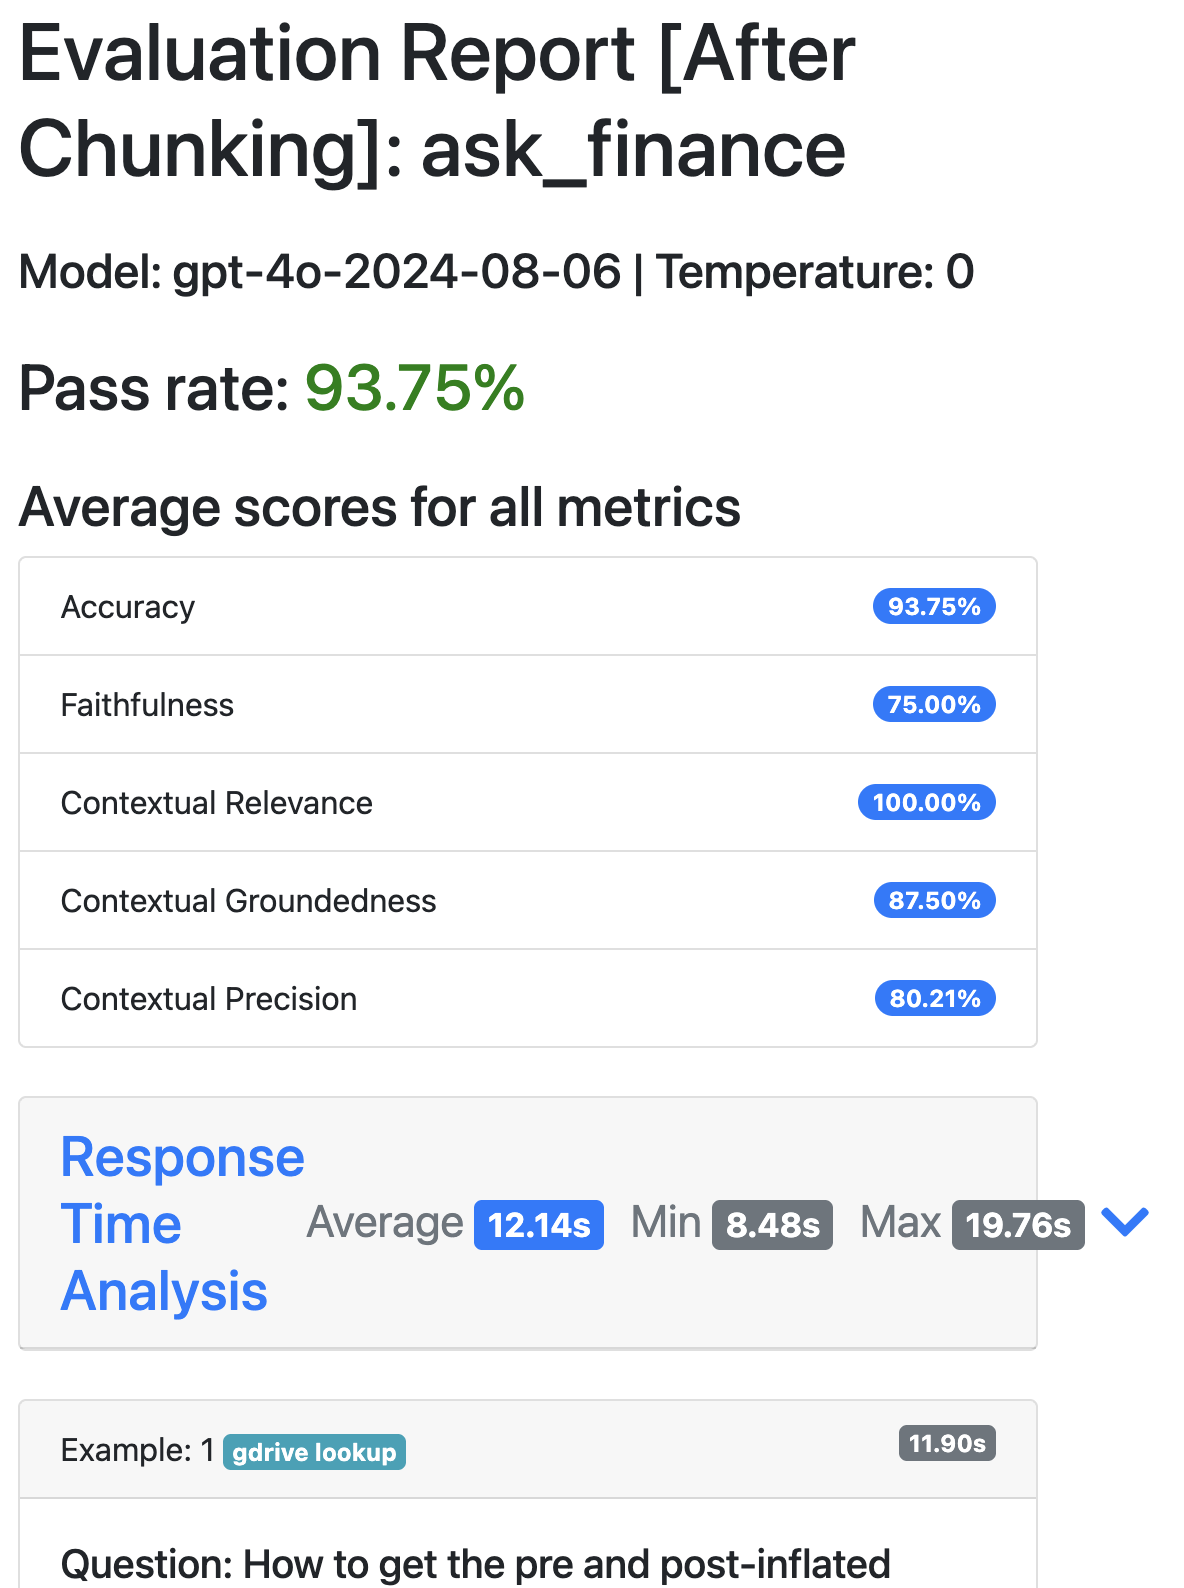 Evaluation Report [After
Chunking]: ask_finance
Model: gpt-4o-2024-08-06 | Temperature: 0
Pass rate: 93.75%
Average scores for all metrics
Accuracy 93.75%
Faithfulness 75.00%
Contextual Relevance 100.00%
Contextual Groundedness 87.50%
Contextual Precision 80.21%
Response
Time
Analysis
Average 12.14s Min 8.48s Max 19.76s
Example: 1 gdrive lookup 11.90s
Question: How to get the pre and post-inflated